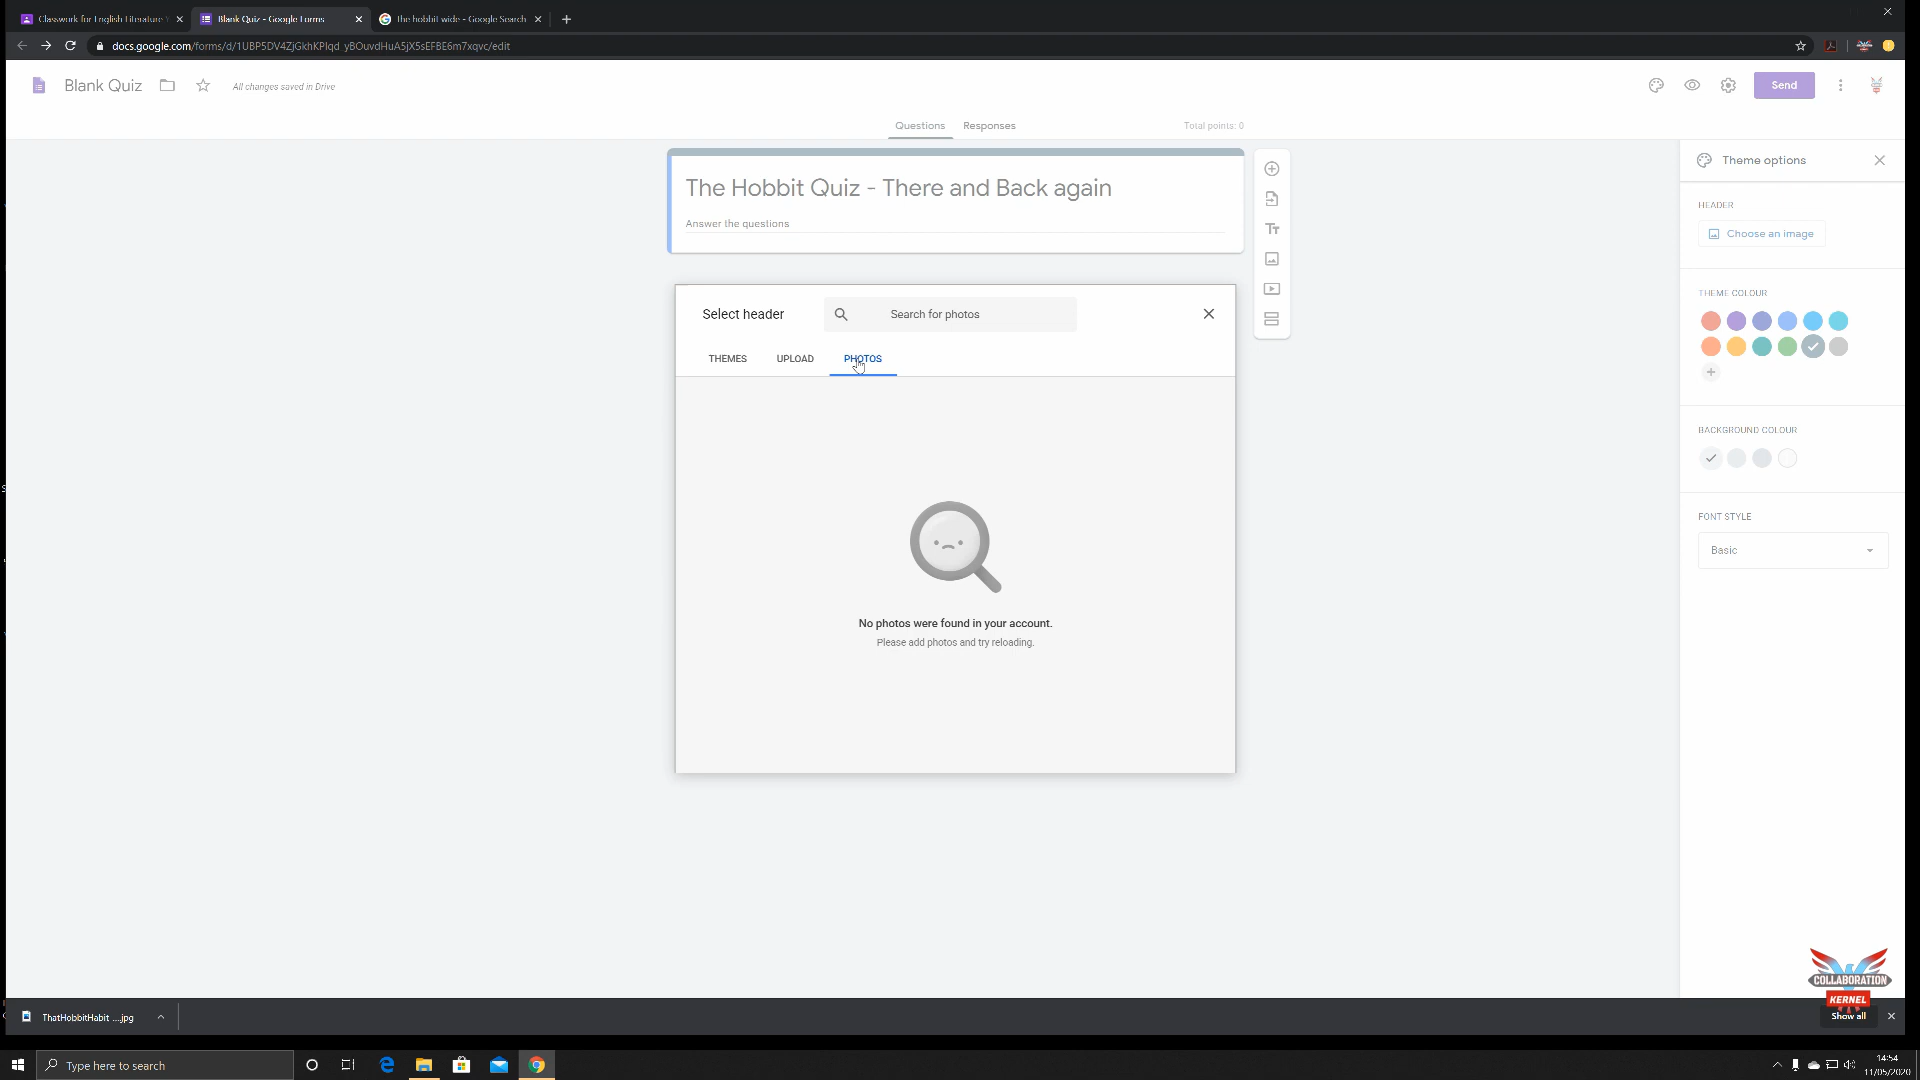 Classwork for English Literature
Blank Quiz - Google Forms
the hobbit wide - Google Search
docs.google.com/forms/d/1UBP5DV4ZjGkhKPlqd_yBOuvdHuA5jX5sEFBE6m7xqvc/edit
Blank Quiz
All changes saved in Drive
Send
Questions
Responses
Total points: 0
The Hobbit Quiz - There and Back again
Answer the questions
Select header
Search for photos
THEMES
UPLOAD
PHOTOS
No photos were found in your account.
Please add photos and try reloading.
Theme options
HEADER
Choose an image
THEME COLOUR
BACKGROUND COLOUR
FONT STYLE
Basic
COLLABORATION
KERNEL
ThatHobbitHabit ....jpg
Show all
Type here to search
14:54
11/05/2020